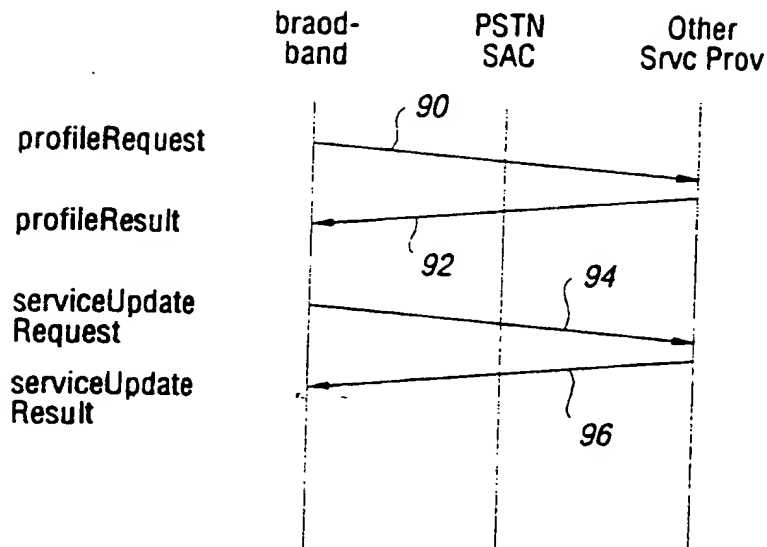 braod-
band
PSTN
SAC
Other
Srvc Prov
90
profileRequest
profileResult
92
94
serviceUpdate
Request
serviceUpdate
Result
96